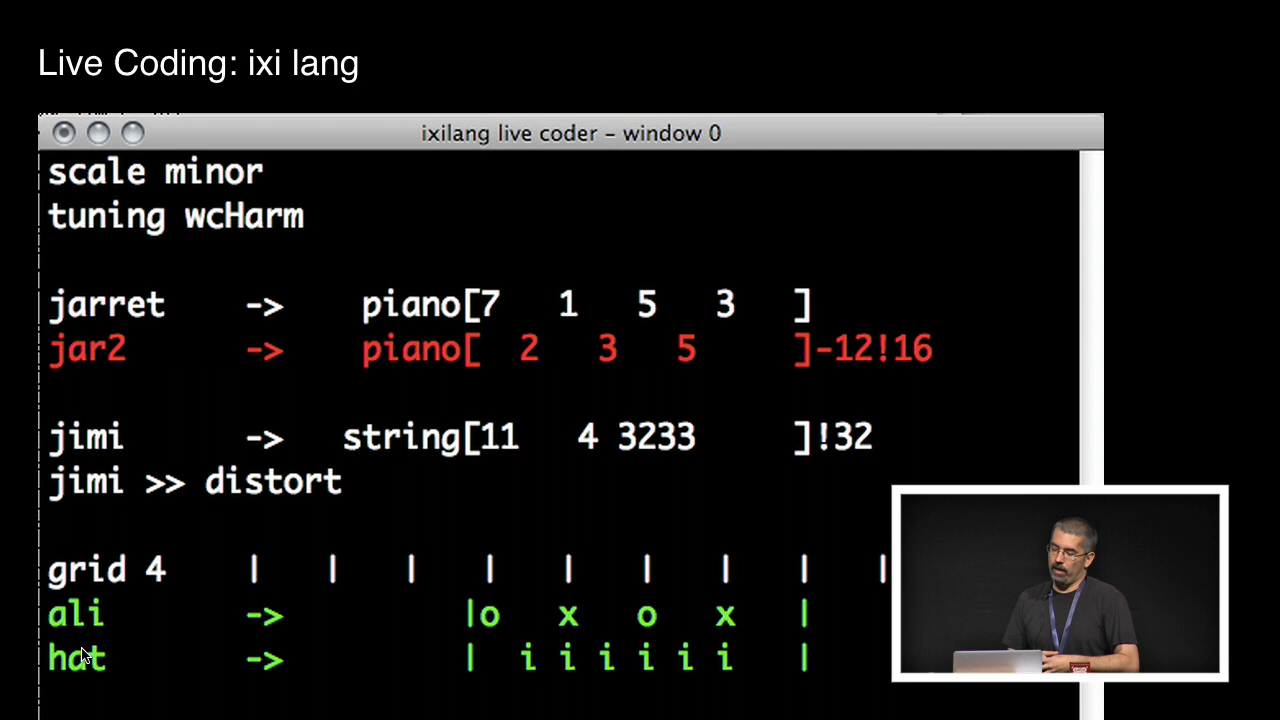 Live Coding: ixi lang
ixilang live coder – window 0
scale minor
tuning wcHarm
jarret    ->    piano[7   1   5   3   ]
jar2      ->    piano[  2   3   5     ]-12!16
jimi      ->   string[11   4 3233     ]!32
jimi >> distort
grid 4    |   |   |   |   |   |   |   |   |
ali       ->         |o   x   o   x   |
hat       ->         |  i i i i i i   |